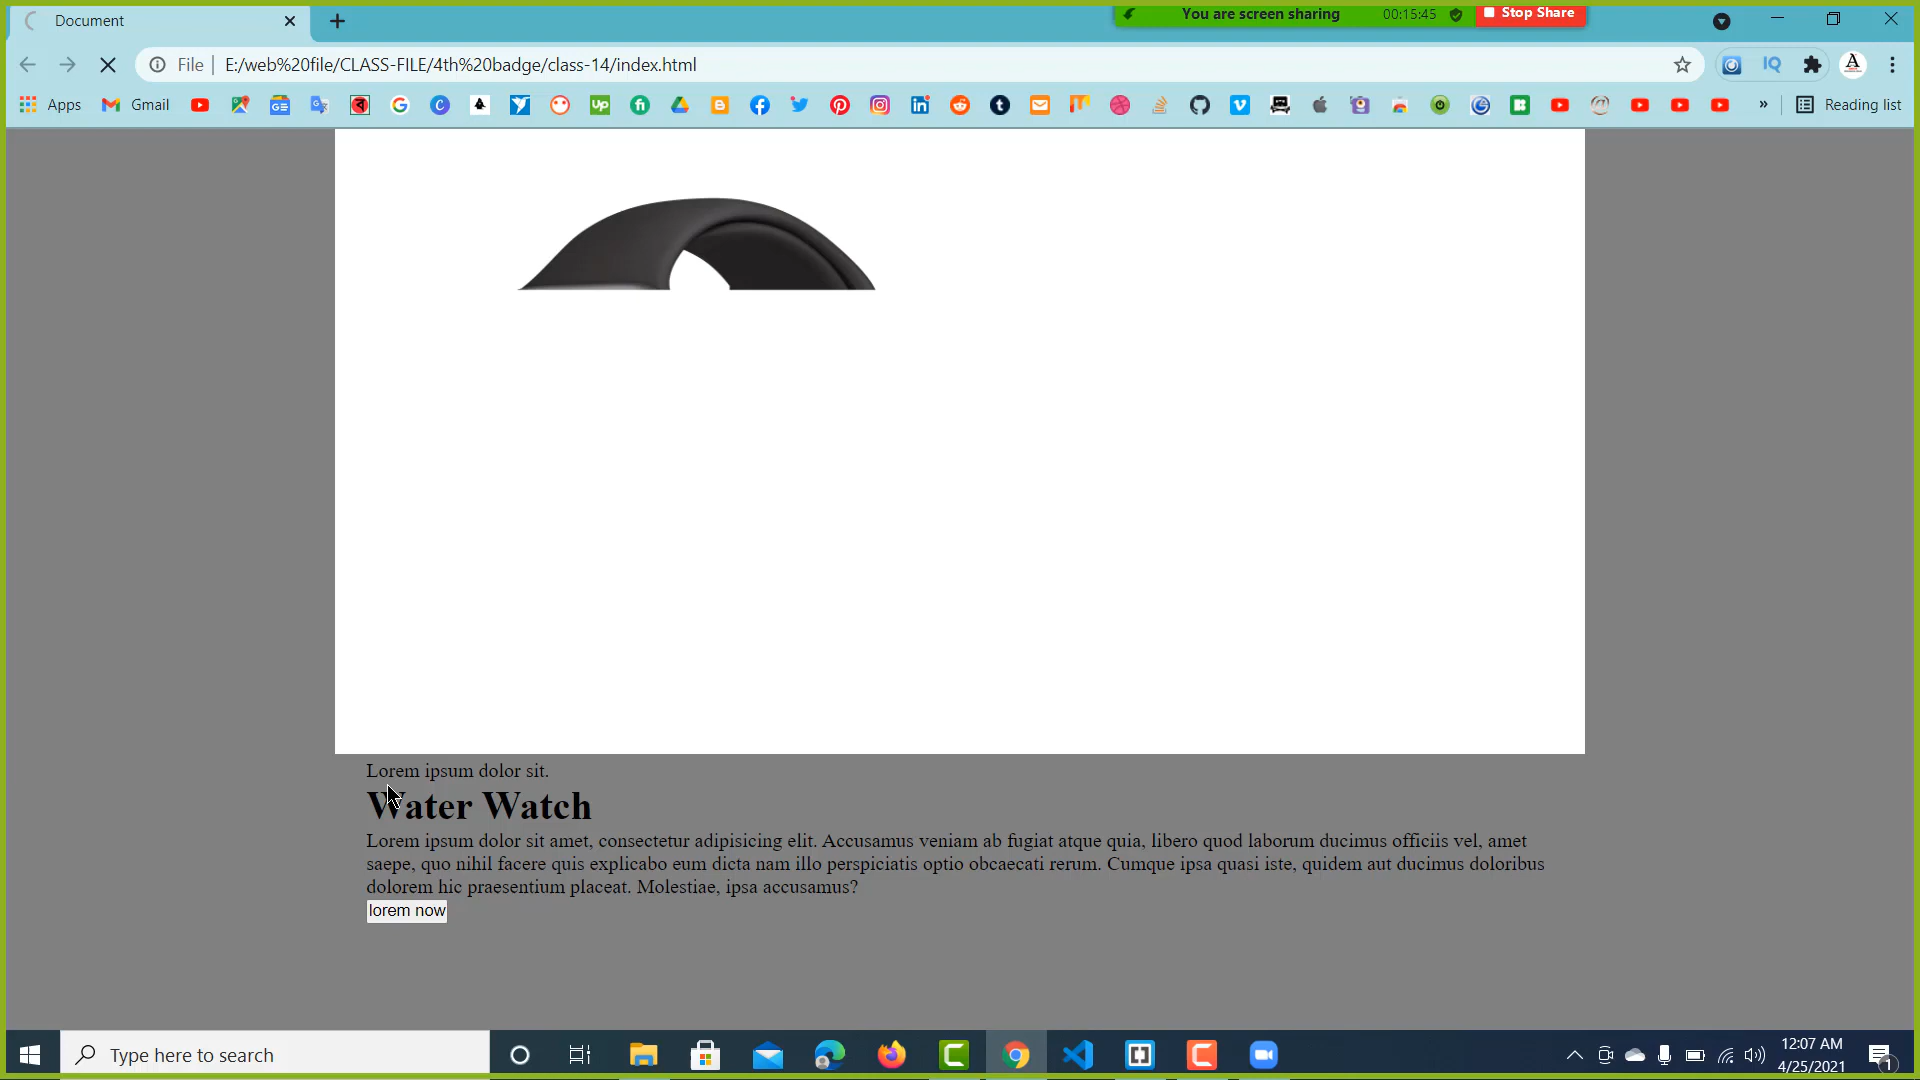 Document
You are screen sharing 00:15:45 Stop Share
File E:/web%20file/CLASS-FILE/4th%20badge/class-14/index.html
Apps Gmail » Reading list
Lorem ipsum dolor sit.
Water Watch
Lorem ipsum dolor sit amet, consectetur adipisicing elit. Accusamus veniam ab fugiat atque quia, libero quod laborum ducimus officiis vel, amet
saepe, quo nihil facere quis explicabo eum dicta nam illo perspiciatis optio obcaecati rerum. Cumque ipsa quasi iste, quidem aut ducimus doloribus
dolorem hic praesentium placeat. Molestiae, ipsa accusamus?
lorem now
Type here to search
12:07 AM
4/25/2021
1